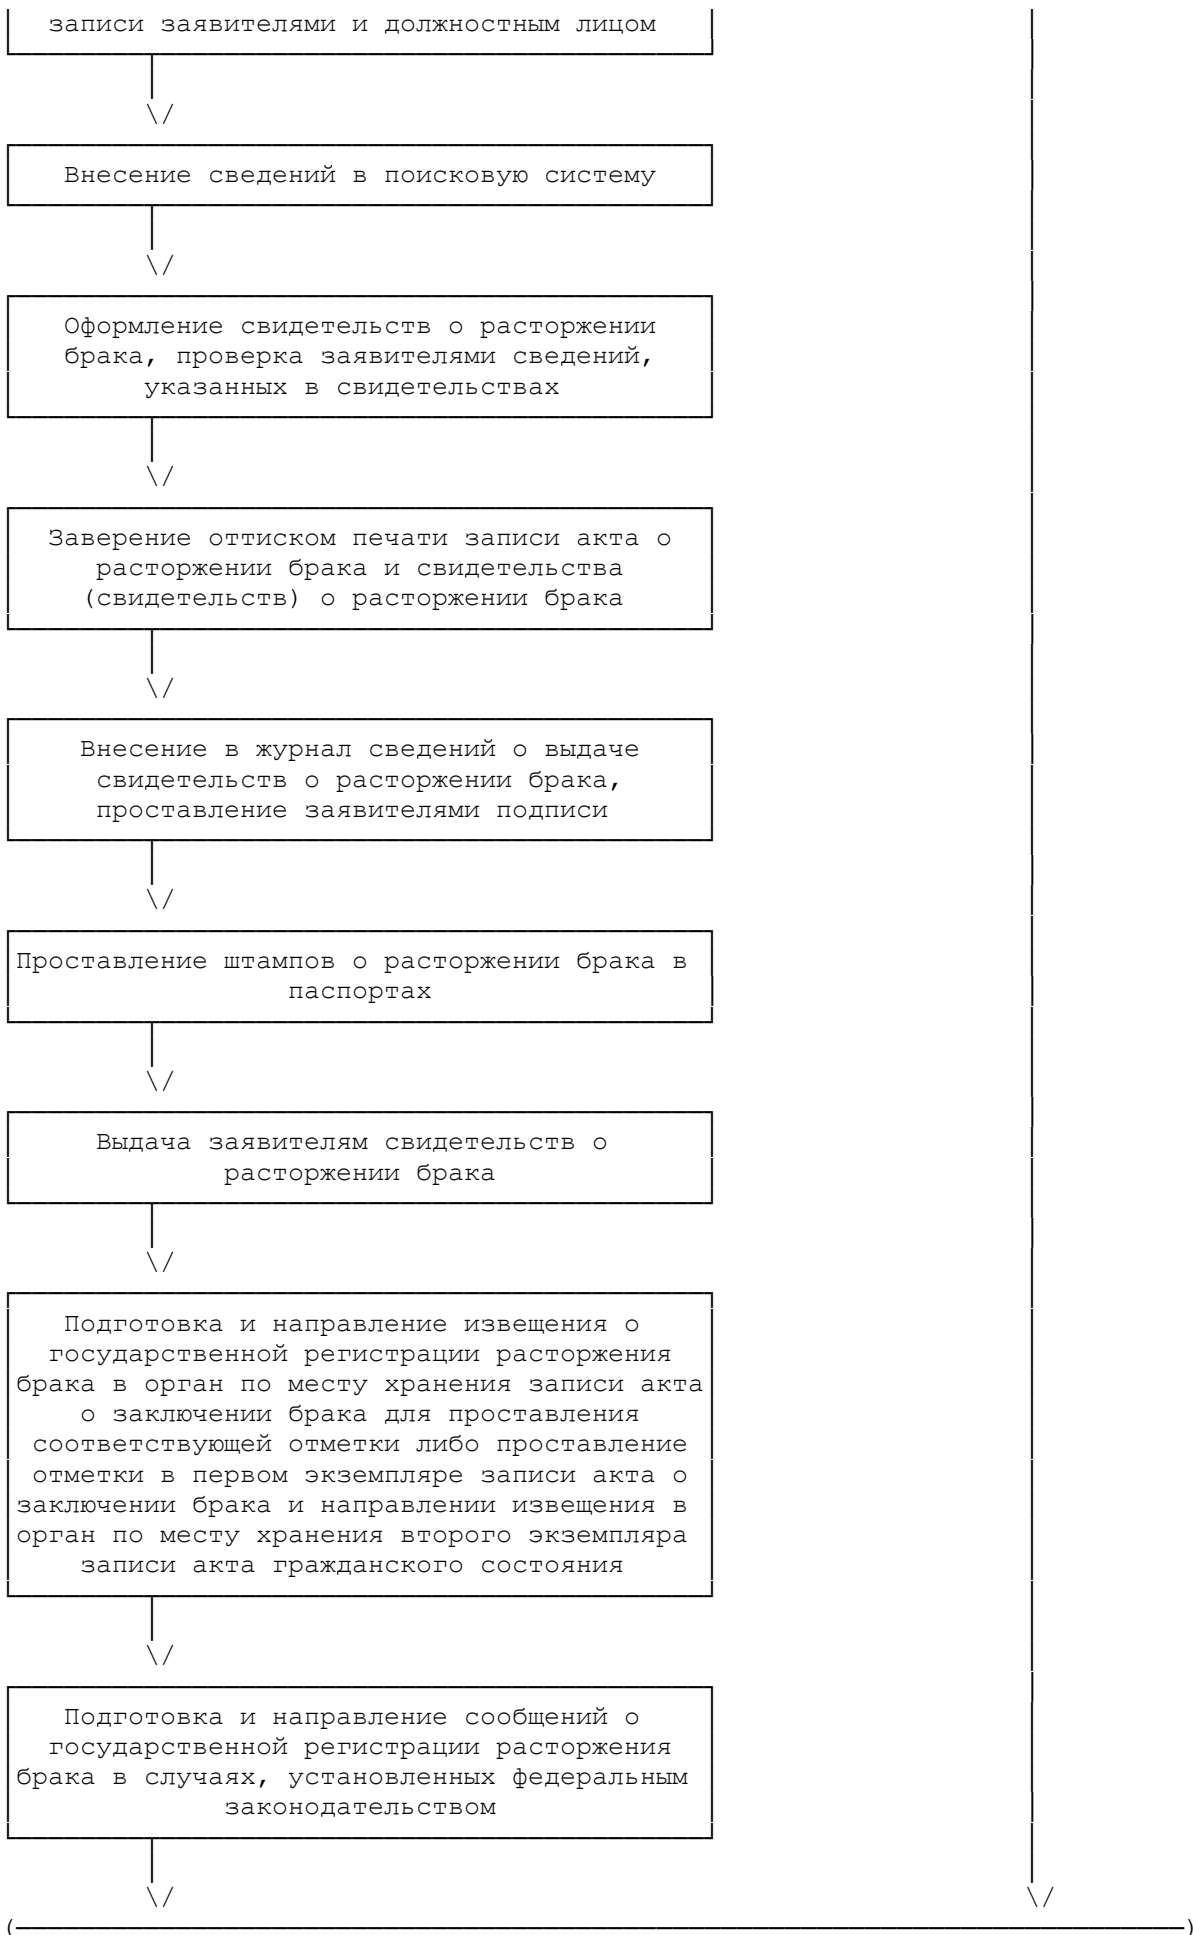 записи заявителями и должностным лицом
Внесение сведений в поисковую систему
Оформление свидетельств о расторжении
брака, проверка заявителями сведений,
указанных в свидетельствах
Заверение оттиском печати записи акта о
расторжении брака и свидетельства
(свидетельств) о расторжении брака
Внесение в журнал сведений о выдаче
свидетельств о расторжении брака,
проставление заявителями подписи
Проставление штампов о расторжении брака в
паспортах
Выдача заявителям свидетельств о
расторжении брака
Подготовка и направление извещения о
государственной регистрации расторжения
брака в орган по месту хранения записи акта
о заключении брака для проставления
соответствующей отметки либо проставление
отметки в первом экземпляре записи акта о
заключении брака и направлении извещения в
орган по месту хранения второго экземпляра
записи акта гражданского состояния
Подготовка и направление сообщений о
государственной регистрации расторжения
брака в случаях, установленных федеральным
законодательством